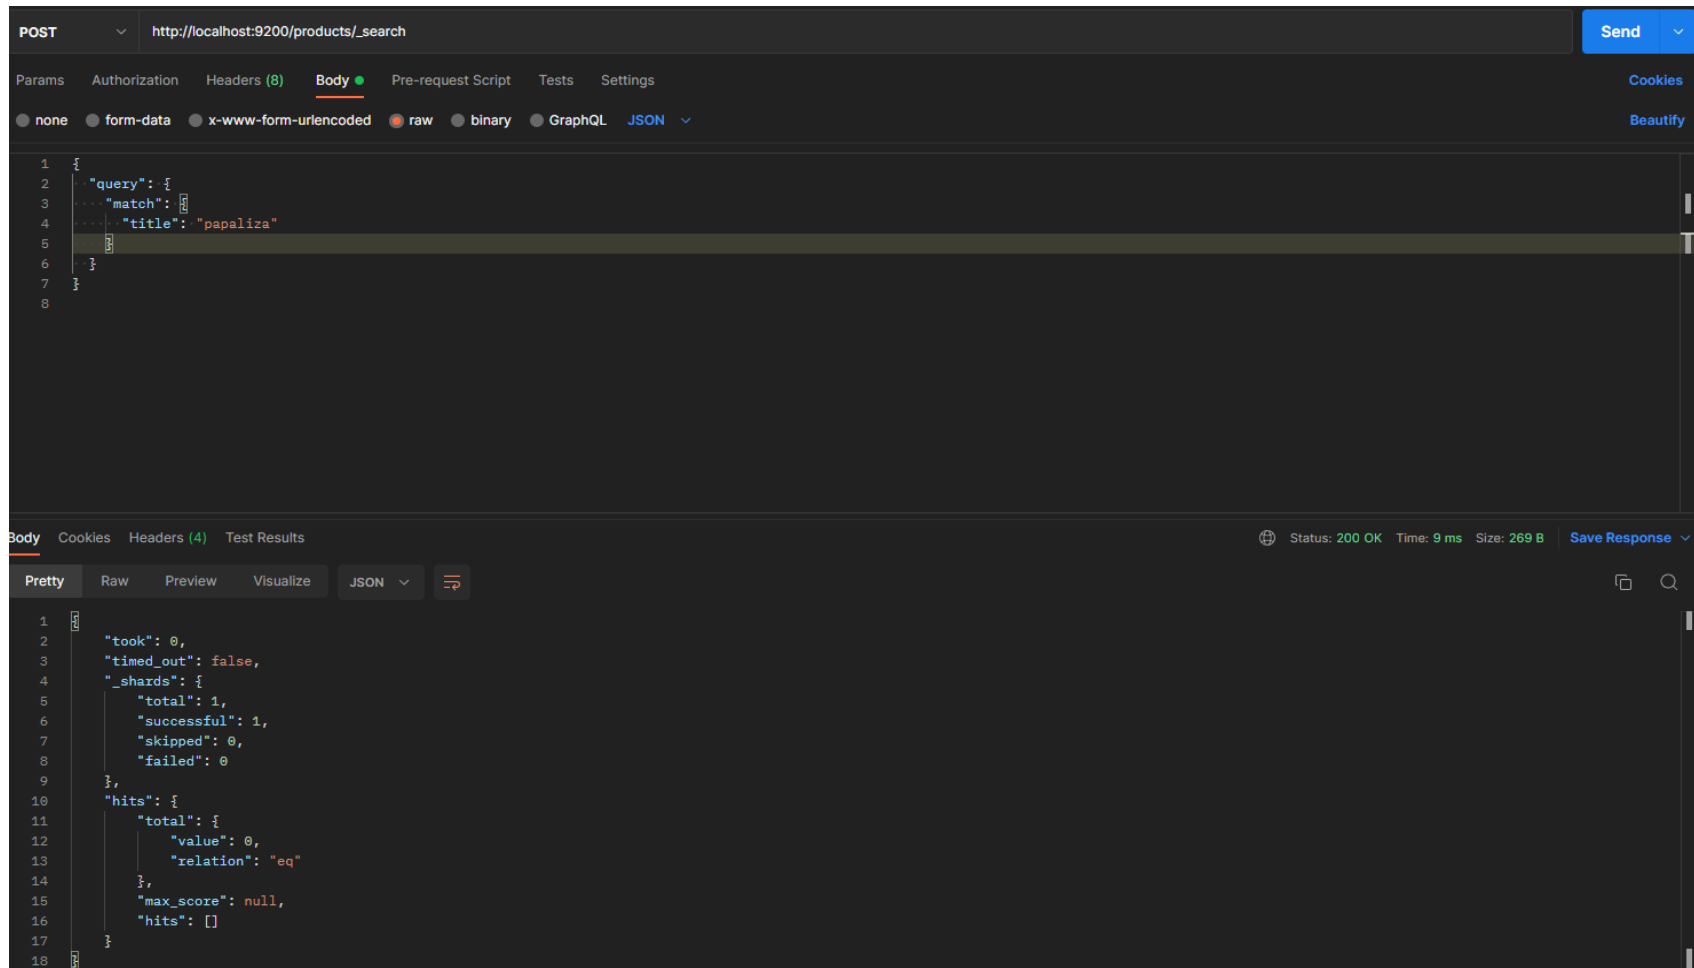 POST http://localhost:9200/products/_search Send
Params Authorization Headers (8) Body Pre-request Script Tests Settings Cookies
none form-data x-www-form-urlencoded raw binary GraphQL JSON Beautify
1 {
2 "query": {
3 "match": {
4 "title": "papaliza"
5 }
6 }
7 }
8
Body Cookies Headers (4) Test Results Status: 200 OK Time: 9 ms Size: 269 B Save Response
Pretty Raw Preview Visualize JSON
1 {
2 "took": 0,
3 "timed_out": false,
4 "_shards": {
5 "total": 1,
6 "successful": 1,
7 "skipped": 0,
8 "failed": 0
9 },
10 "hits": {
11 "total": {
12 "value": 0,
13 "relation": "eq"
14 },
15 "max_score": null,
16 "hits": []
17 }
18 }